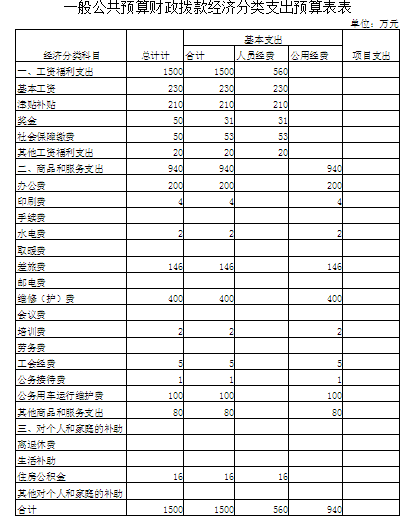 一般公共预算财政拨款经济分类支出预算表表
单位：万元
经济分类科目 总计计 基本支出 项目支出
合计 人员经费 公用经费
一、工资福利支出 1500 1500 560
基本工资 230 230 230
津贴补贴 210 210 210
奖金 50 31 31
社会保障缴费 50 53 53
其他工资福利支出 20 20 20
二、商品和服务支出 940 940 940
办公费 200 200 200
印刷费 4 4 4
手续费
水电费 2 2 2
取暖费
差旅费 146 146 146
邮电费
维修（护）费 400 400 400
会议费
培训费 2 2 2
劳务费
工会经费 5 5 5
公务接待费 1 1 1
公务用车运行维护费 100 100 100
其他商品和服务支出 80 80 80
三、对个人和家庭的补助
离退休费
生活补助
住房公积金 16 16 16
其他对个人和家庭的补助
合计 1500 1500 560 940